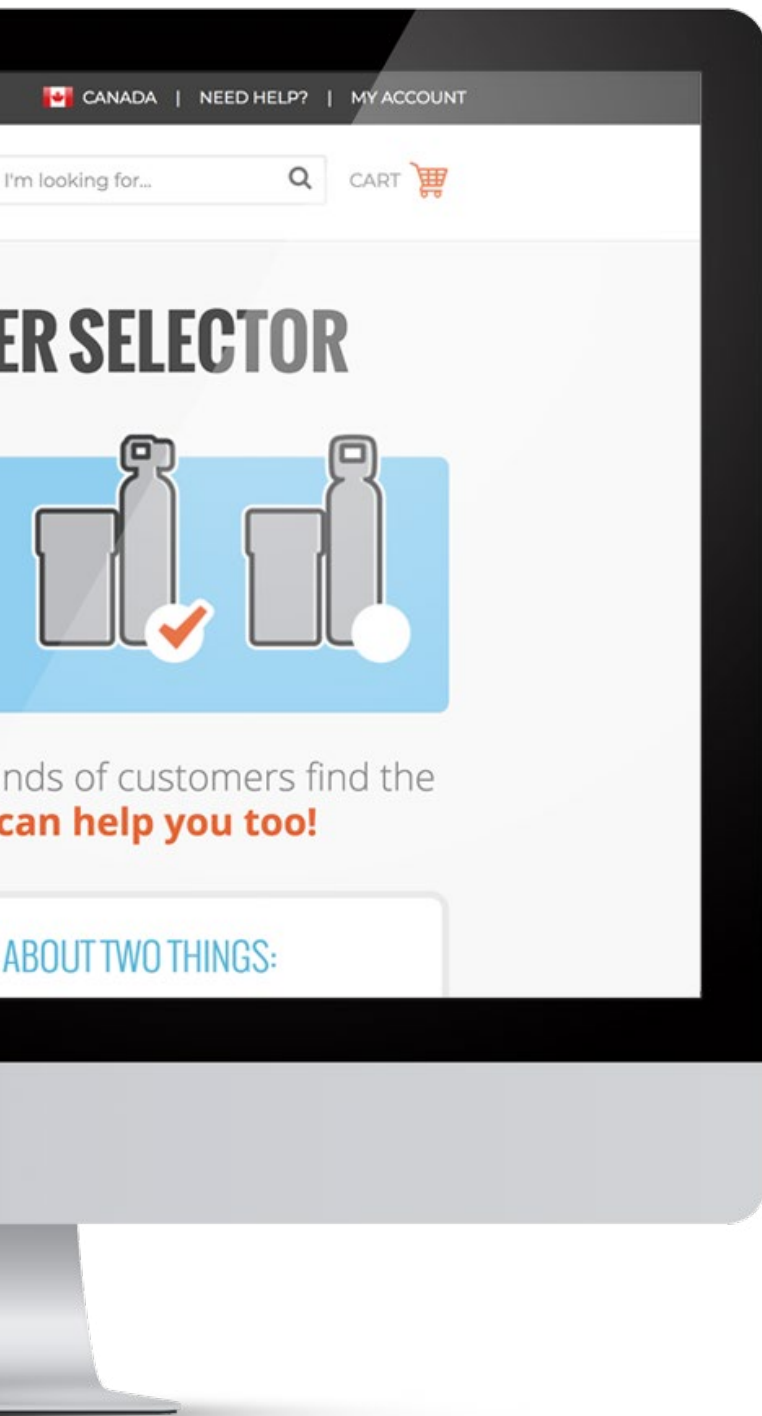 CANADA | NEED HELP? | MY ACCOUNT
I'm looking for... CART
ER SELECTOR
nds of customers find the
can help you too!
ABOUT TWO THINGS: